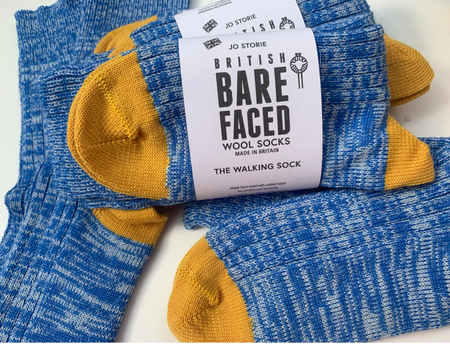 JO STORIE
BRITISH
JO STORIE
BRITISH
BARE
FACED
WOOL SOCKS
MADE IN BRITAIN
THE WALKING SOCK